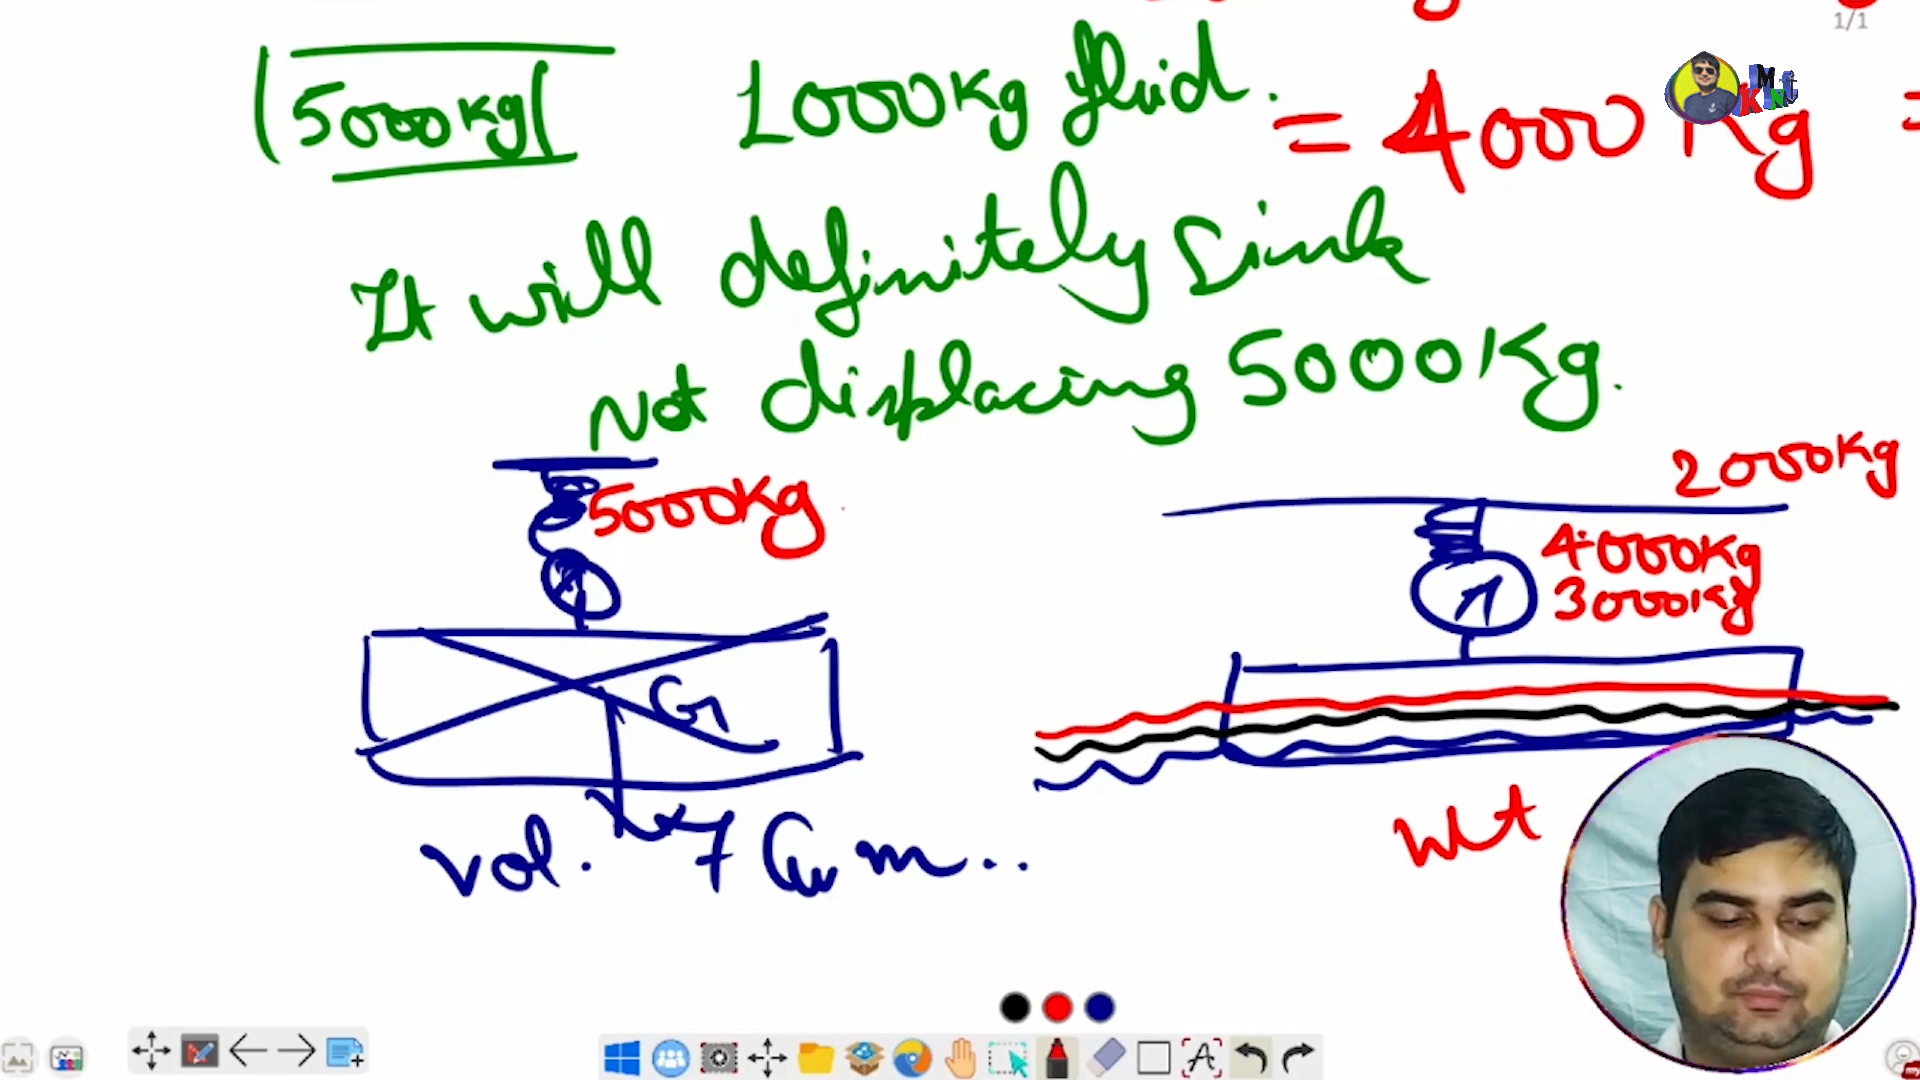 1/1
5000kg 1000Kg fluid.
= 4000 Kg
It will definitely sink
Not displacing 5000Kg.
5000Kg
2000Kg
4000Kg
3000Kg
G
Vol. 7 Cu m..
Wt